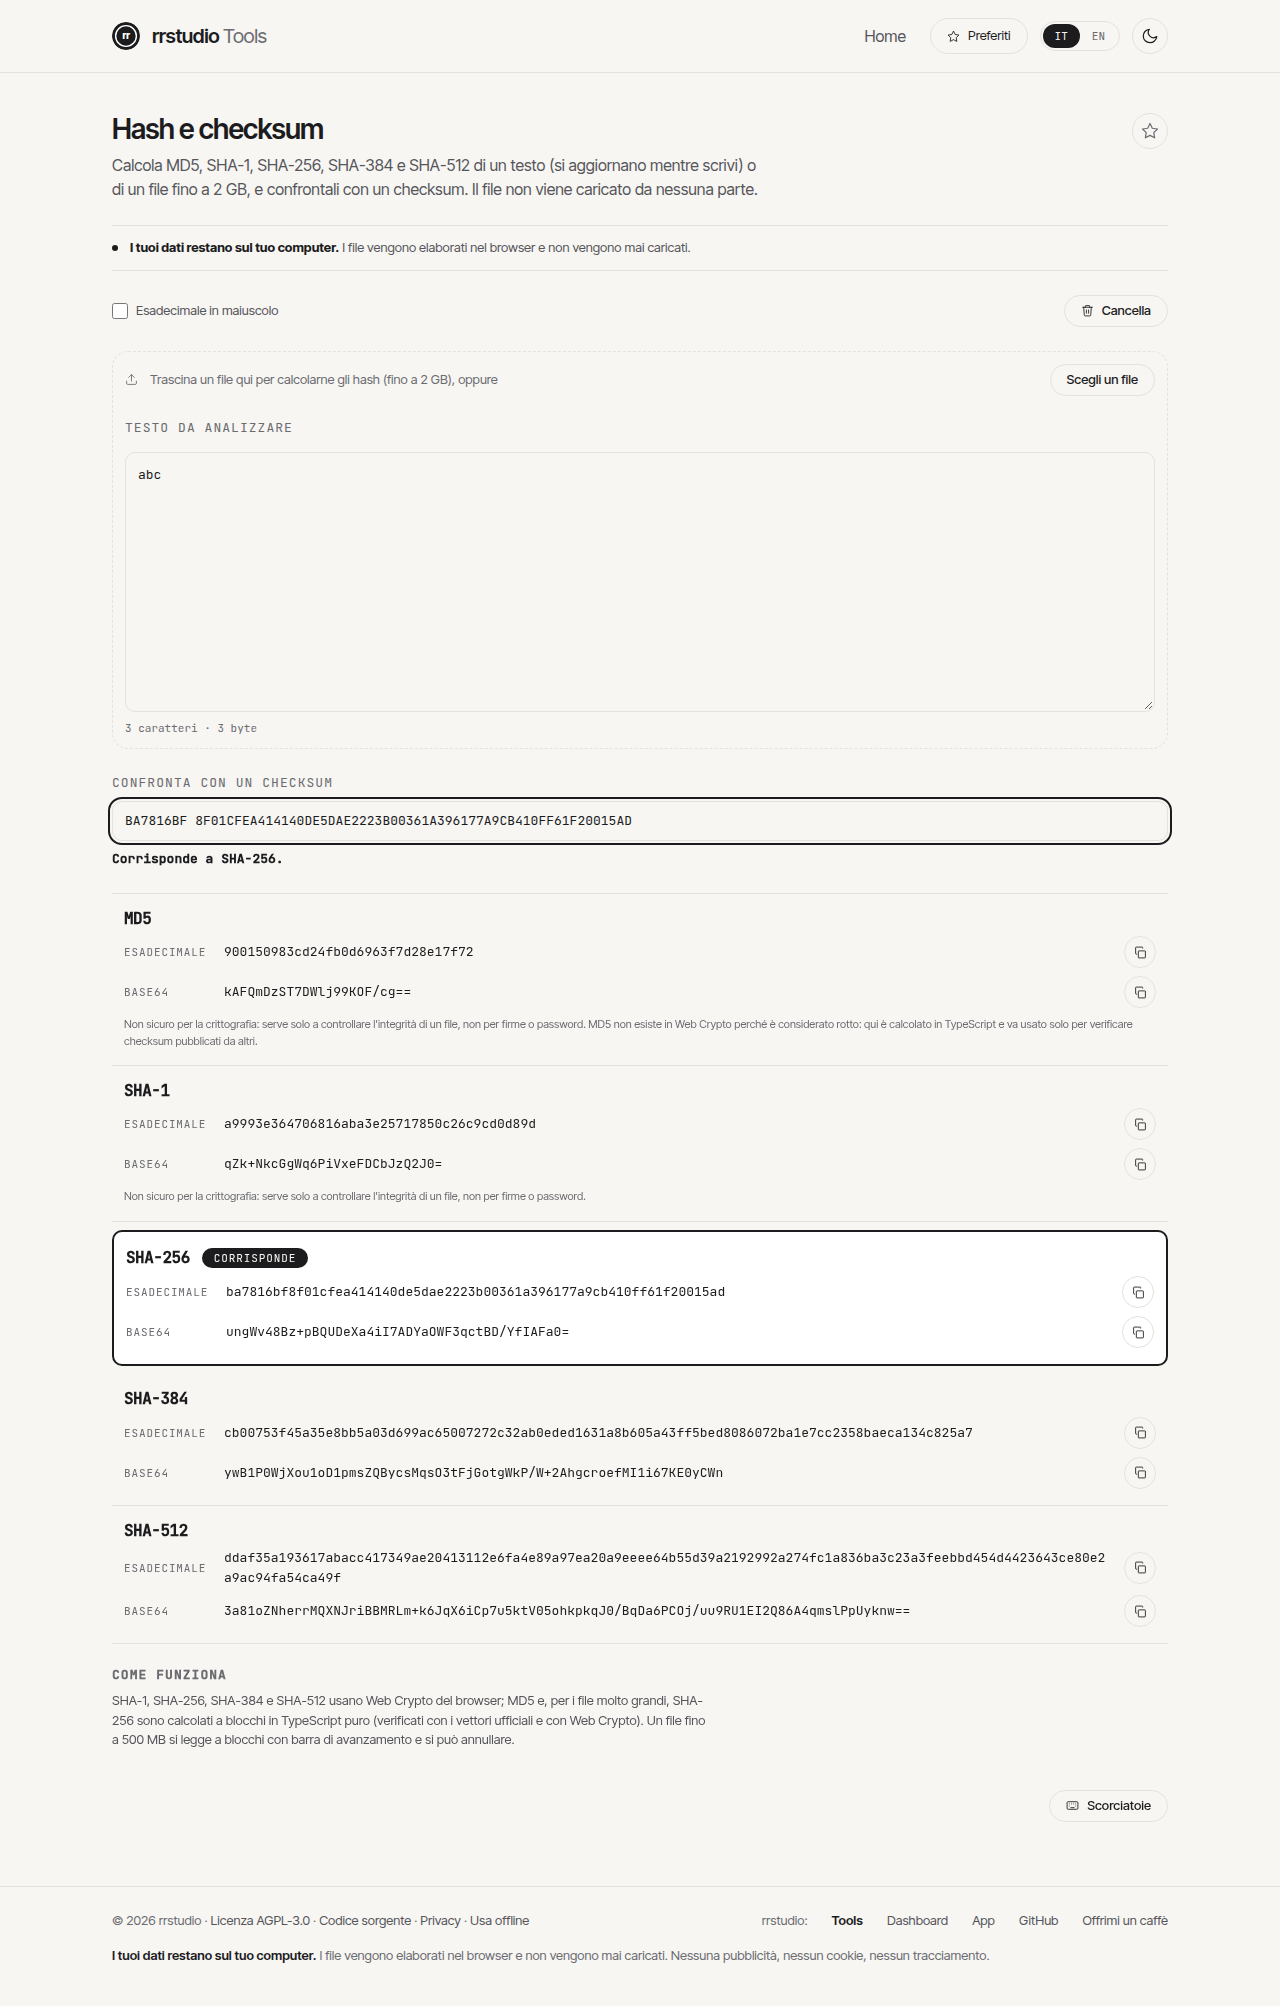 rr rrstudio Tools
Home
Preferiti
IT EN
Hash e checksum
Calcola MD5, SHA-1, SHA-256, SHA-384 e SHA-512 di un testo (si aggiornano mentre scrivi) o
di un file fino a 2 GB, e confrontali con un checksum. Il file non viene caricato da nessuna parte.
I tuoi dati restano sul tuo computer. I file vengono elaborati nel browser e non vengono mai caricati.
Esadecimale in maiuscolo
Cancella
Trascina un file qui per calcolarne gli hash (fino a 2 GB), oppure
Scegli un file
TESTO DA ANALIZZARE
abc
3 caratteri · 3 byte
CONFRONTA CON UN CHECKSUM
BA7816BF 8F01CFEA414140DE5DAE2223B00361A396177A9CB410FF61F20015AD
Corrisponde a SHA-256.
MD5
ESADECIMALE 900150983cd24fb0d6963f7d28e17f72
BASE64 kAFQmDzST7DWlj99KOF/cg==
Non sicuro per la crittografia: serve solo a controllare l'integrità di un file, non per firme o password. MD5 non esiste in Web Crypto perché è considerato rotto: qui è calcolato in TypeScript e va usato solo per verificare
checksum pubblicati da altri.
SHA-1
ESADECIMALE a9993e364706816aba3e25717850c26c9cd0d89d
BASE64 qZk+NkcGgWq6PiVxeFDCbJzQ2J0=
Non sicuro per la crittografia: serve solo a controllare l'integrità di un file, non per firme o password.
SHA-256 CORRISPONDE
ESADECIMALE ba7816bf8f01cfea414140de5dae2223b00361a396177a9cb410ff61f20015ad
BASE64 ungWv48Bz+pBQUDeXa4iI7ADYaOWF3qctBD/YfIAFa0=
SHA-384
ESADECIMALE cb00753f45a35e8bb5a03d699ac65007272c32ab0eded1631a8b605a43ff5bed8086072ba1e7cc2358baeca134c825a7
BASE64 ywB1P0WjXou1oD1pmsZQBycsMqsO3tFjGotgWkP/W+2AhgcroefMI1i67KE0yCWn
SHA-512
ESADECIMALE ddaf35a193617abacc417349ae20413112e6fa4e89a97ea20a9eeee64b55d39a2192992a274fc1a836ba3c23a3feebbd454d4423643ce80e2
a9ac94fa54ca49f
BASE64 3a81oZNherrMQXNJriBBMRLm+k6JqX6iCp7u5ktV05ohkpkqJ0/BqDa6PCOj/uu9RU1EI2Q86A4qmslPpUyknw==
COME FUNZIONA
SHA-1, SHA-256, SHA-384 e SHA-512 usano Web Crypto del browser; MD5 e, per i file molto grandi, SHA-
256 sono calcolati a blocchi in TypeScript puro (verificati con i vettori ufficiali e con Web Crypto). Un file fino
a 500 MB si legge a blocchi con barra di avanzamento e si può annullare.
Scorciatoie
© 2026 rrstudio · Licenza AGPL-3.0 · Codice sorgente · Privacy · Usa offline
rrstudio: Tools Dashboard App GitHub Offrimi un caffè
I tuoi dati restano sul tuo computer. I file vengono elaborati nel browser e non vengono mai caricati. Nessuna pubblicità, nessun cookie, nessun tracciamento.